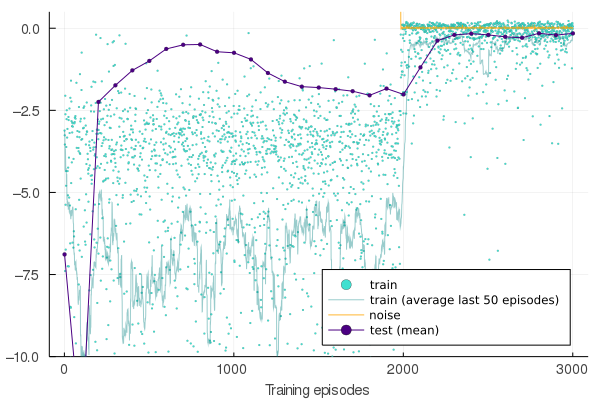 0.0
−2.5
−5.0
−7.5
−10.0
train
train (average last 50 episodes)
noise
test (mean)
0
1000
2000
3000
Training episodes